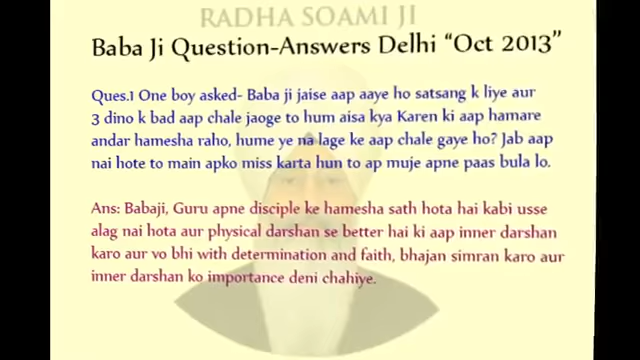 RADHA SOAMI JI
Baba Ji Question-Answers Delhi “Oct 2013”
Ques.1 One boy asked- Baba ji jaise aap aaye ho satsang k liye aur
3 dino k bad aap chale jaoge to hum aisa kya Karen ki aap hamare
andar hamesha raho, hume ye na lage ke aap chale gaye ho? Jab aap
nai hote to main apko miss karta hun to ap muje apne paas bula lo.
Ans: Babaji, Guru apne disciple ke hamesha sath hota hai kabi usse
alag nai hota aur physical darshan se better hai ki aap inner darshan
karo aur vo bhi with determination and faith, bhajan simran karo aur
inner darshan ko importance deni chahiye.